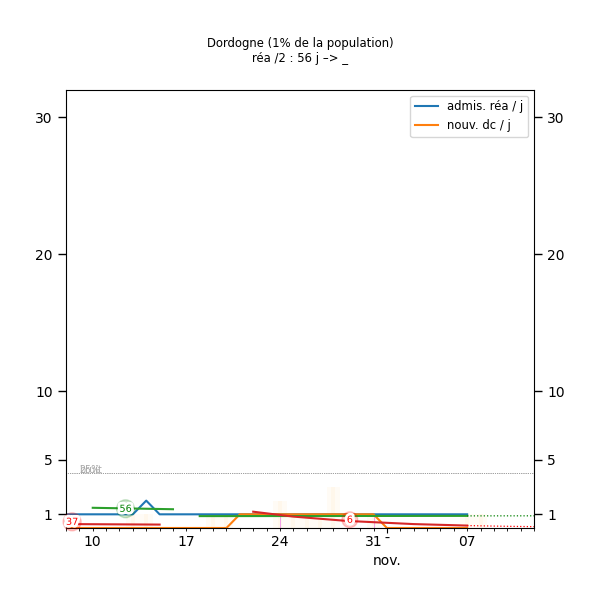 Dordogne (1% de la population)
réa /2 : 56 j –> _
admis. réa / j
nouv. dc / j
30 30
20 20
10 10
5 5
1 1
56
37
6
10 17 24 31 07
nov.